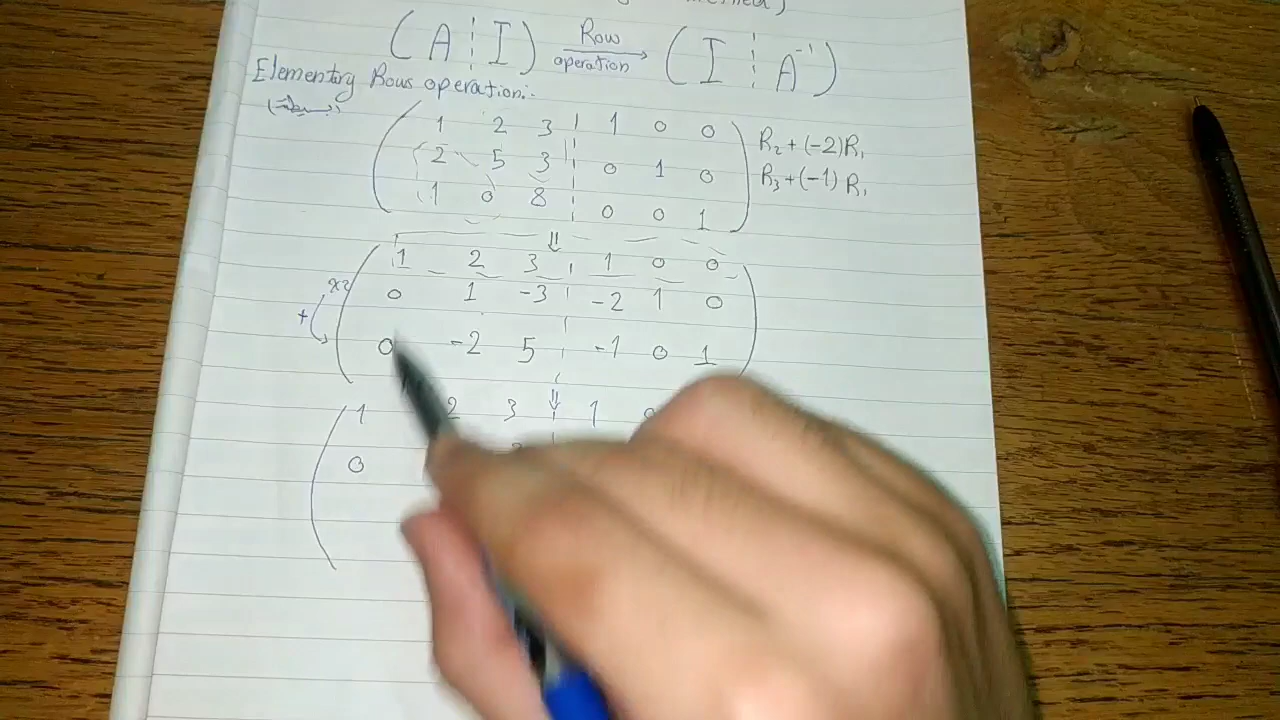 (A ¦ I) Row operation → (I ¦ A⁻¹)
Elementry Rows operation:-
(بسيطة)
1 2 3 ¦ 1 0 0 R₂+(-2)R₁
2 5 3 ¦ 0 1 0 R₃+(-1)R₁
1 0 8 ¦ 0 0 1
⇓
1 2 3 ¦ 1 0 0
×2 0 1 -3 ¦ -2 1 0
+ 0 -2 5 ¦ -1 0 1
⇓
1 2 3 ¦ 1
0